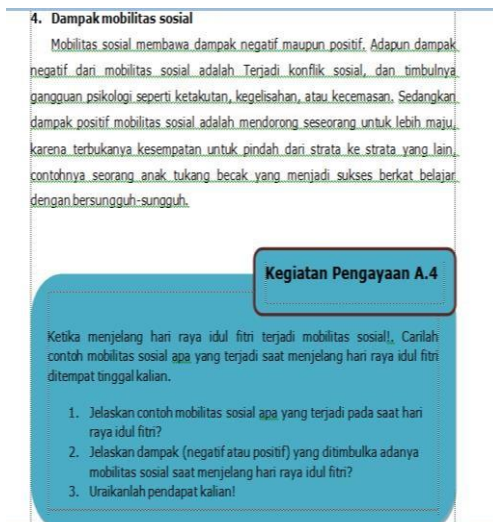 4. Dampak mobilitas sosial
Mobilitas sosial membawa dampak negatif maupun positif. Adapun dampak
negatif dari mobilitas sosial adalah Terjadi konflik sosial, dan timbulnya
gangguan psikologi seperti ketakutan, kegelisahan, atau kecemasan. Sedangkan
dampak positif mobilitas sosial adalah mendorong seseorang untuk lebih maju,
karena terbukanya kesempatan untuk pindah dari strata ke strata yang lain,
contohnya seorang anak tukang becak yang menjadi sukses berkat belajar
dengan bersungguh-sungguh.
Kegiatan Pengayaan A.4
Ketika menjelang hari raya idul fitri terjadi mobilitas sosial!, Carilah
contoh mobilitas sosial apa yang terjadi saat menjelang hari raya idul fitri
ditempat tinggal kalian.
1. Jelaskan contoh mobilitas sosial apa yang terjadi pada saat hari
raya idul fitri?
2. Jelaskan dampak (negatif atau positif) yang ditimbulka adanya
mobilitas sosial saat menjelang hari raya idul fitri?
3. Uraikanlah pendapat kalian!